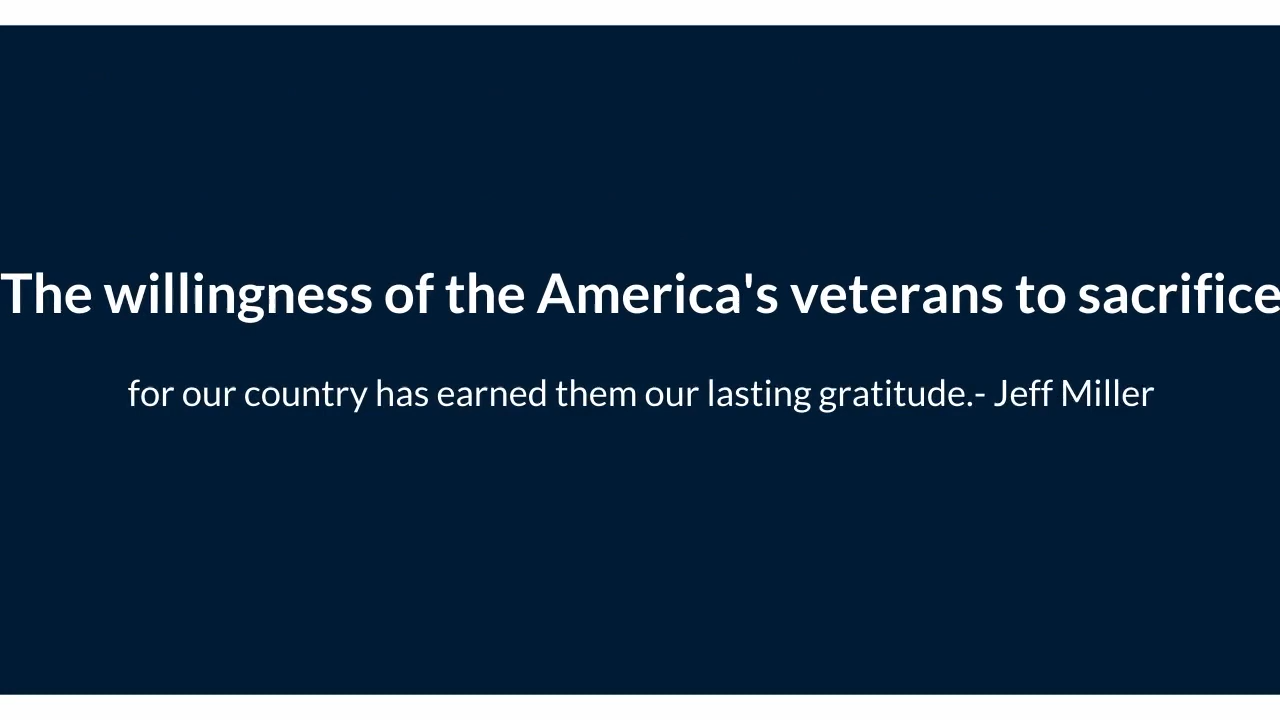 The willingness of the America's veterans to sacrifice
for our country has earned them our lasting gratitude.- Jeff Miller